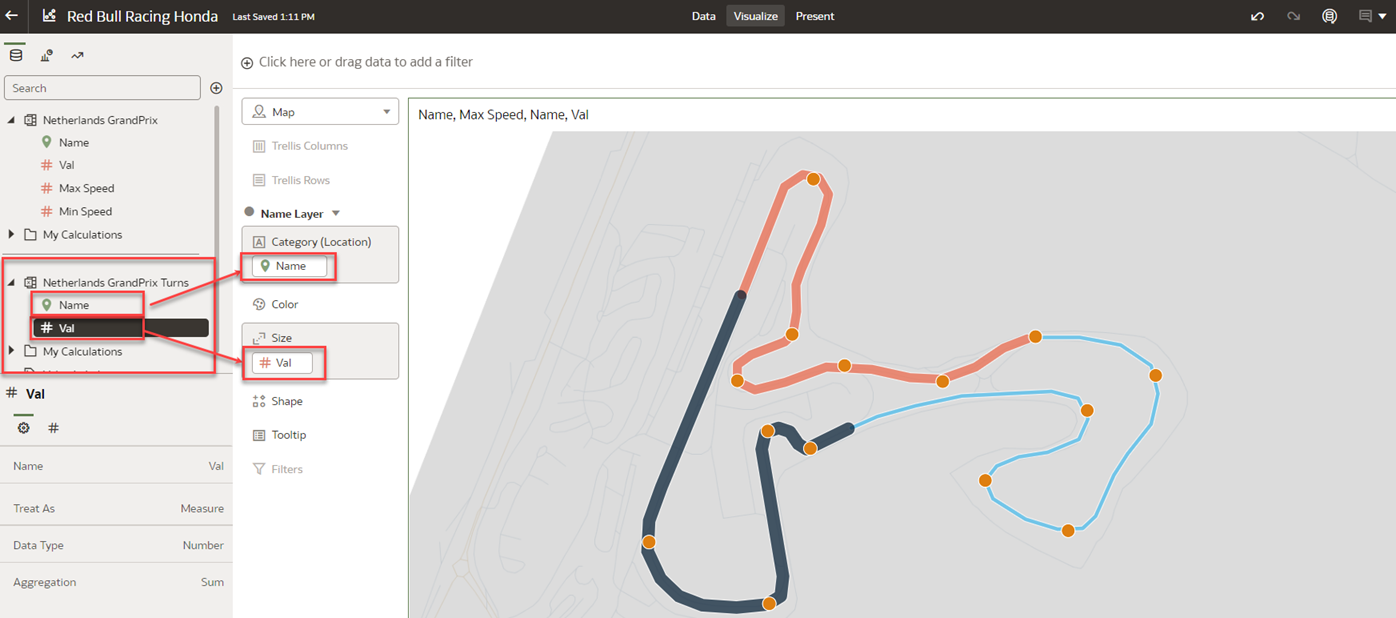 Red Bull Racing Honda Last Saved 1:11 PM
Data Visualize Present
Search
Netherlands GrandPrix
Name
Val
Max Speed
Min Speed
My Calculations
Netherlands GrandPrix Turns
Name
Val
My Calculations
Val
Name Val
Treat As Measure
Data Type Number
Aggregation Sum
Click here or drag data to add a filter
Map
Trellis Columns
Trellis Rows
Name Layer
Category (Location)
Name
Color
Size
Val
Shape
Tooltip
Filters
Name, Max Speed, Name, Val